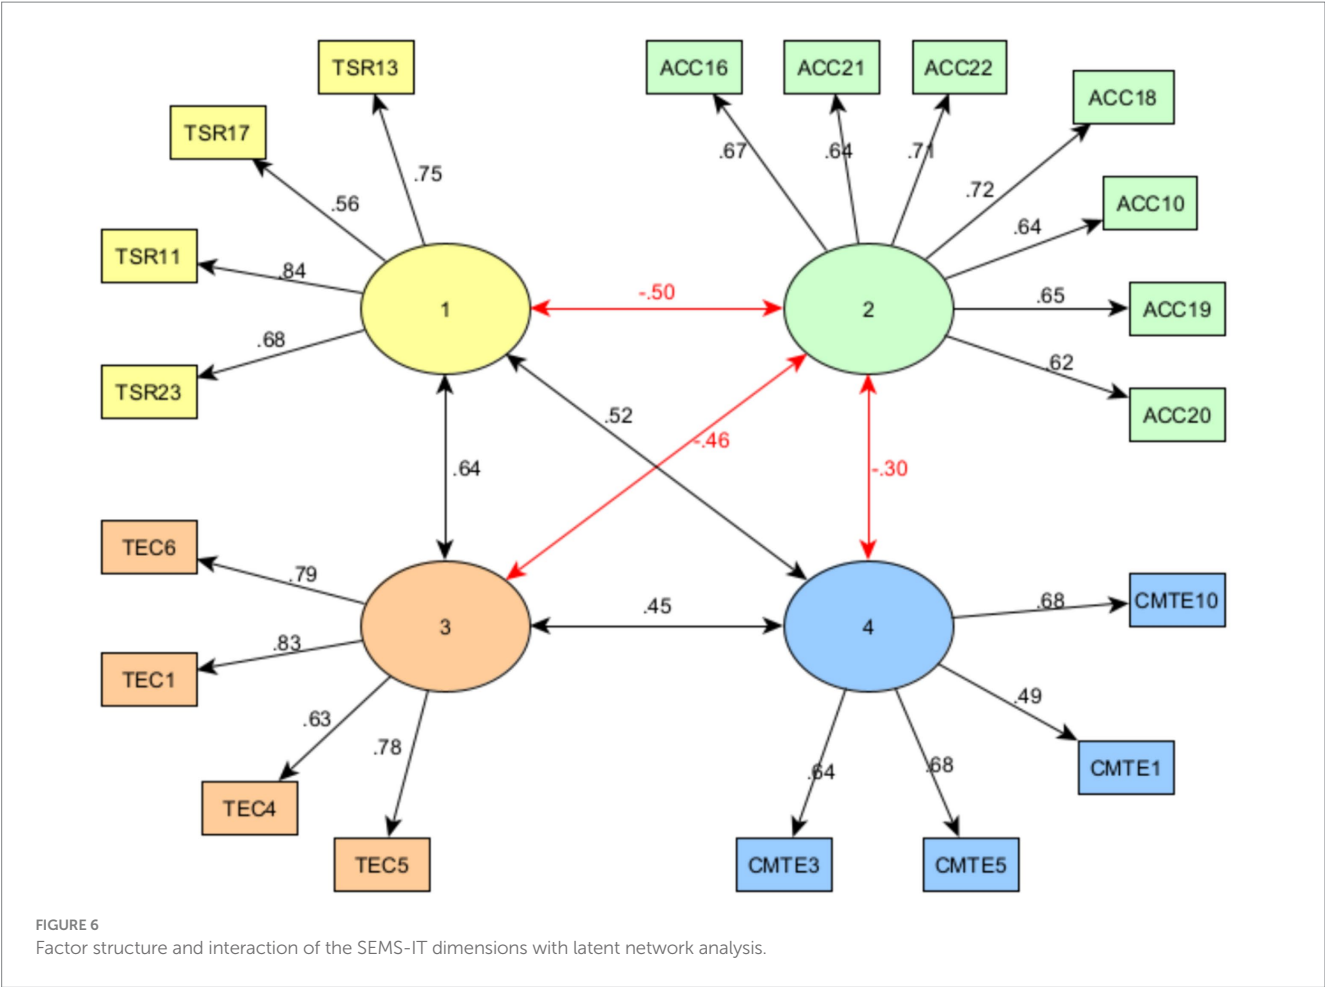 TSR13
ACC16
ACC21
ACC22
ACC18
TSR17
.75
.67
.64
.71
.72
ACC10
.56
.64
TSR11
.84
1
-.50
2
.65
ACC19
.68
.62
TSR23
ACC20
.52
-.46
.64
-.30
TEC6
.79
3
.45
4
.68
CMTE10
.83
TEC1
.49
.63
.78
.64
.68
CMTE1
TEC4
TEC5
CMTE3
CMTE5
FIGURE 6
Factor structure and interaction of the SEMS-IT dimensions with latent network analysis.